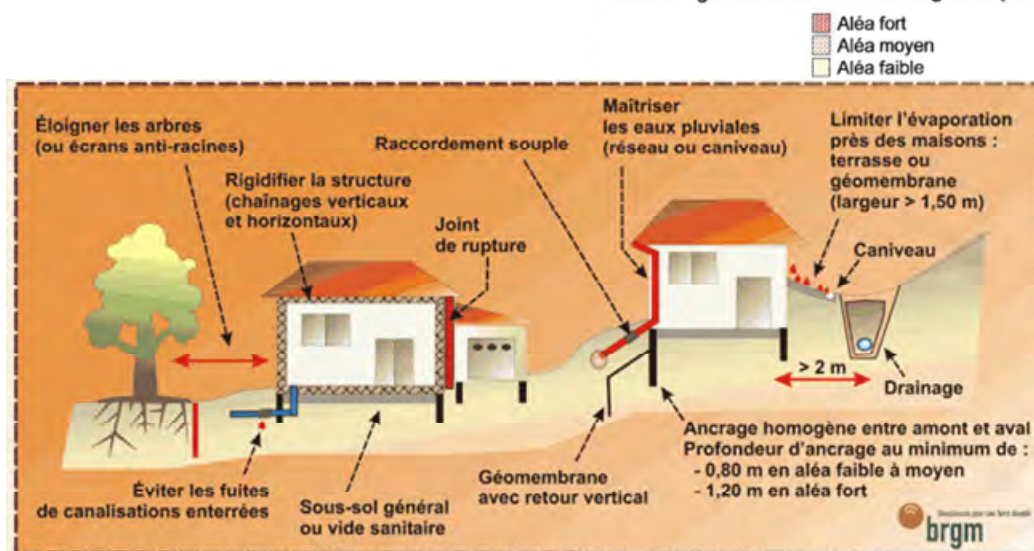 Aléa fort
Aléa moyen
Aléa faible
Éloigner les arbres
(ou écrans anti-racines)
Rigidifier la structure
(chaînages verticaux
et horizontaux)
Raccordement souple
Joint
de rupture
Maîtriser
les eaux pluviales
(réseau ou caniveau)
Limiter l'évaporation
près des maisons :
terrasse ou
géomembrane
(largeur > 1,50 m)
Caniveau
> 2 m
Drainage
Éviter les fuites
de canalisations enterrées
Sous-sol général
ou vide sanitaire
Géomembrane
avec retour vertical
Ancrage homogène entre amont et aval
Profondeur d'ancrage au minimum de :
- 0,80 m en aléa faible à moyen
- 1,20 m en aléa fort
brgm